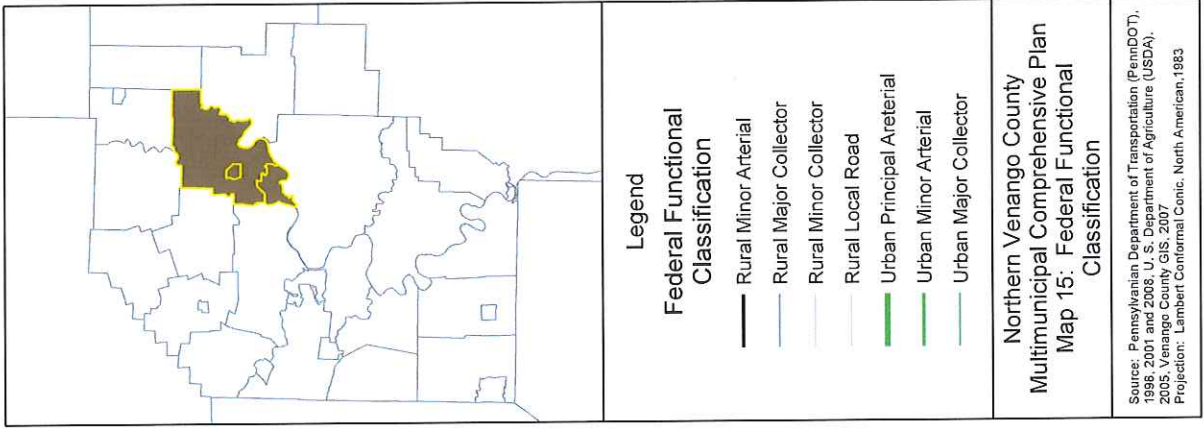 Legend
Federal Functional
Classification
Rural Minor Arterial
Rural Major Collector
Rural Minor Collector
Rural Local Road
Urban Principal Areterial
Urban Minor Arterial
Urban Major Collector
Northern Venango County
Multimunicipal Comprehensive Plan
Map 15: Federal Functional
Classification
Source: Pennsylvanian Department of Transportation (PennDOT),
1996, 2001 and 2008, U. S. Department of Agriculture (USDA),
2005, Venango County GIS, 2007
Projection: Lambert Conformal Conic, North American,1983